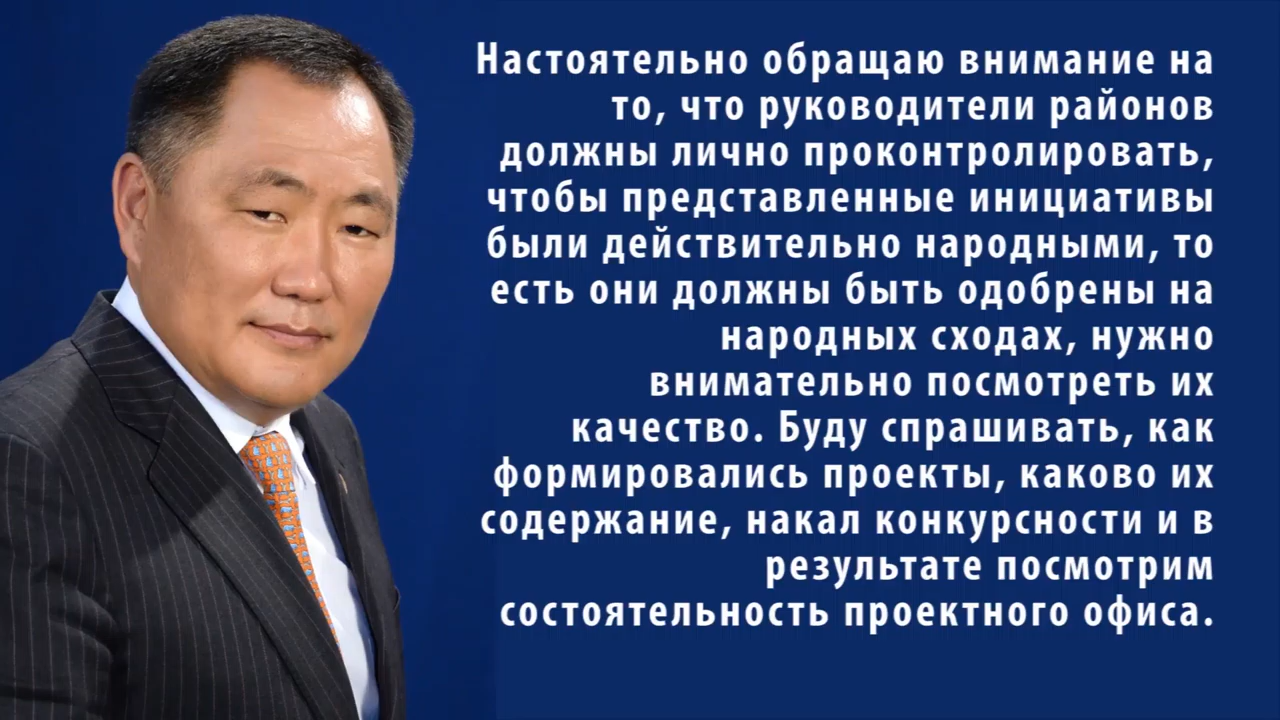 Настоятельно обращаю внимание на
то, что руководители районов
должны лично проконтролировать,
чтобы представленные инициативы
были действительно народными, то
есть они должны быть одобрены на
народных сходах, нужно
внимательно посмотреть их
качество. Буду спрашивать, как
формировались проекты, каково их
содержание, накал конкурсности и в
результате посмотрим
состоятельность проектного офиса.